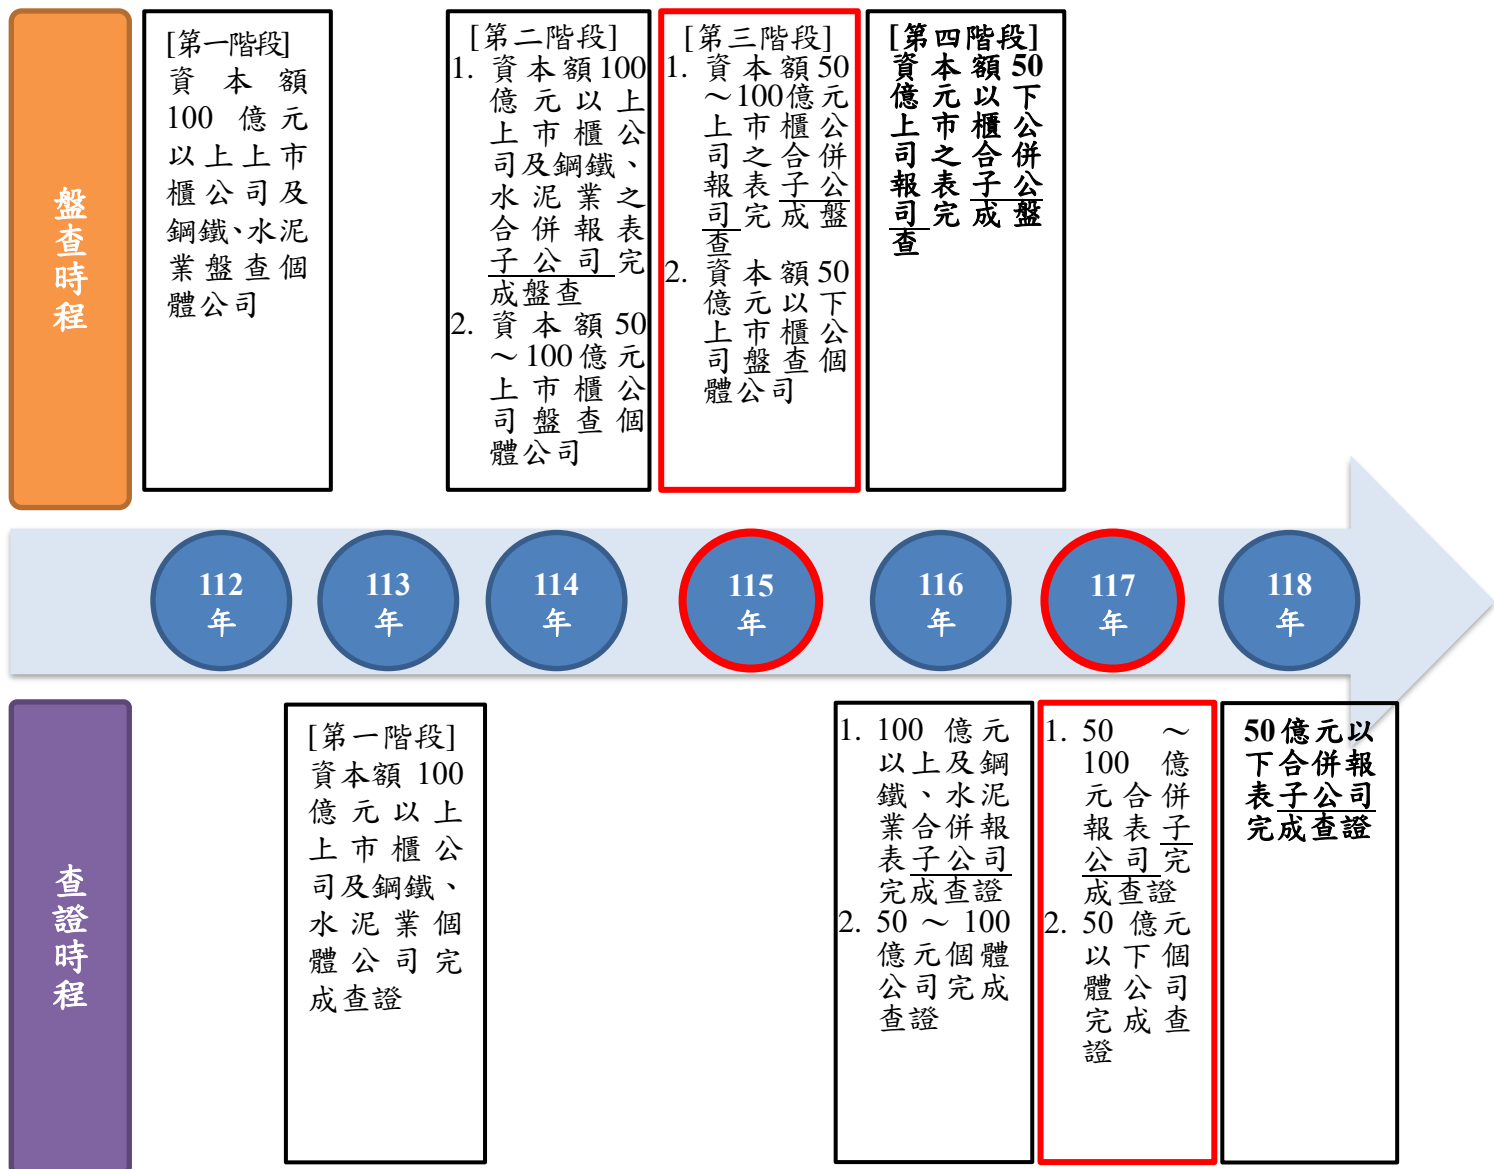 盤查時程
[第一階段]
資本額
100 億元
以上上市
櫃公司及
鋼鐵、水泥
業盤查個
體公司
[第二階段]
1. 資本額100
億元以上
上市櫃公
司及鋼鐵、
水泥業之
合併報表
子公司完
成盤查
2. 資本額50
～100億元
上市櫃公
司盤查個
體公司
[第三階段]
1. 資本額50
～100億元
上市櫃公
司之合併
報表子公
司完成盤
查
2. 資本額50
億元以下
上市櫃公
司盤查個
體公司
[第四階段]
資本額50
億元以下
上市櫃公
司之合併
報表子公
司完成盤
查
112
年
113
年
114
年
115
年
116
年
117
年
118
年
查證時程
[第一階段]
資本額 100
億元以上
上市櫃公
司及鋼鐵、
水泥業個
體公司完
成查證
1. 100 億元
以上及鋼
鐵、水泥
業合併報
表子公司
完成查證
2. 50～100
億元個體
公司完成
查證
1. 50 ～
100 億
元合併
報表子
公司完
成查證
2. 50 億元
以下個
體公司
完成查
證
50億元以
下合併報
表子公司
完成查證